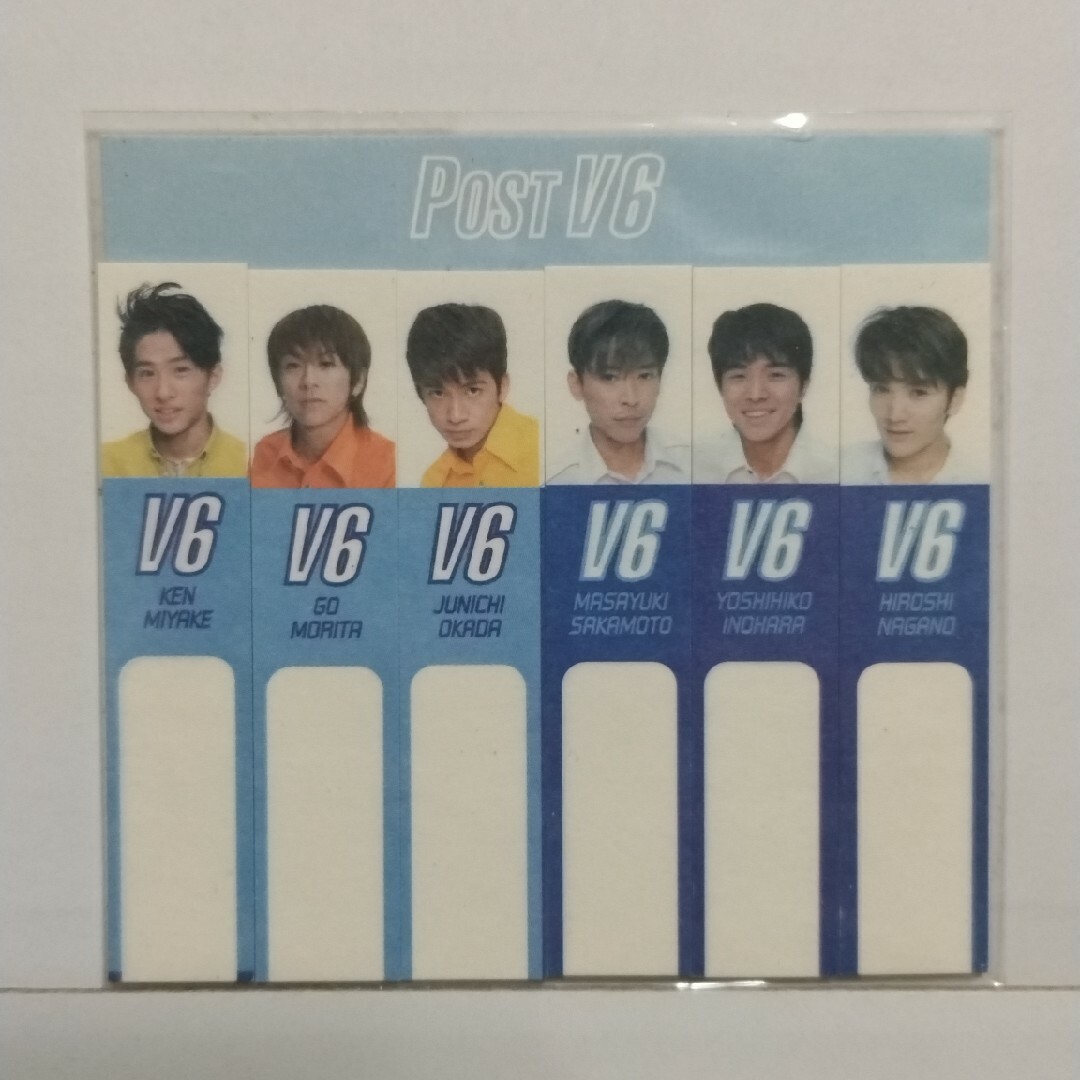 POST V6
V6
KEN
MIYAKE
V6
GO
MORITA
V6
JUNICHI
OKADA
V6
MASAYUKI
SAKAMOTO
V6
YOSHIHIKO
INOHARA
V6
HIROSHI
NAGANO